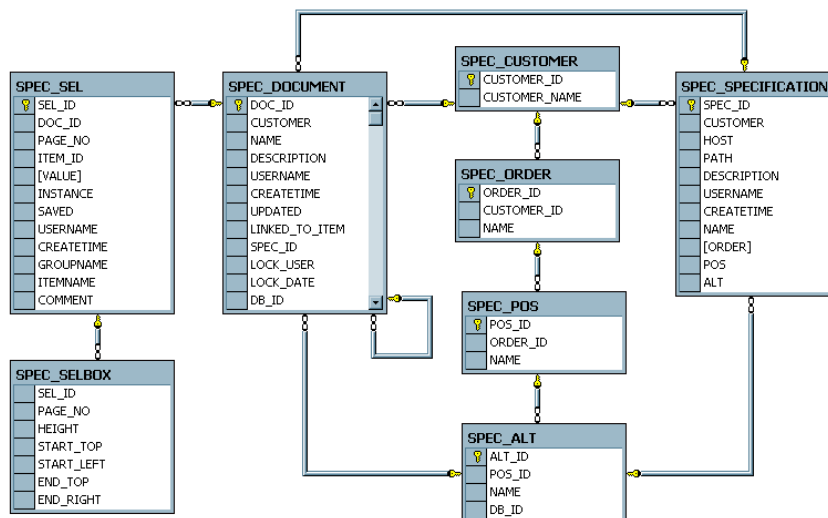 SPEC_SEL
SEL_ID
DOC_ID
PAGE_NO
ITEM_ID
[VALUE]
INSTANCE
SAVED
USERNAME
CREATETIME
GROUPNAME
ITEMNAME
COMMENT
SPEC_SELBOX
SEL_ID
PAGE_NO
HEIGHT
START_TOP
START_LEFT
END_TOP
END_RIGHT
SPEC_DOCUMENT
DOC_ID
CUSTOMER
NAME
DESCRIPTION
USERNAME
CREATETIME
UPDATED
LINKED_TO_ITEM
SPEC_ID
LOCK_USER
LOCK_DATE
DB_ID
SPEC_CUSTOMER
CUSTOMER_ID
CUSTOMER_NAME
SPEC_ORDER
ORDER_ID
CUSTOMER_ID
NAME
SPEC_POS
POS_ID
ORDER_ID
NAME
SPEC_ALT
ALT_ID
POS_ID
NAME
DB_ID
SPEC_SPECIFICATION
SPEC_ID
CUSTOMER
HOST
PATH
DESCRIPTION
USERNAME
CREATETIME
NAME
[ORDER]
POS
ALT